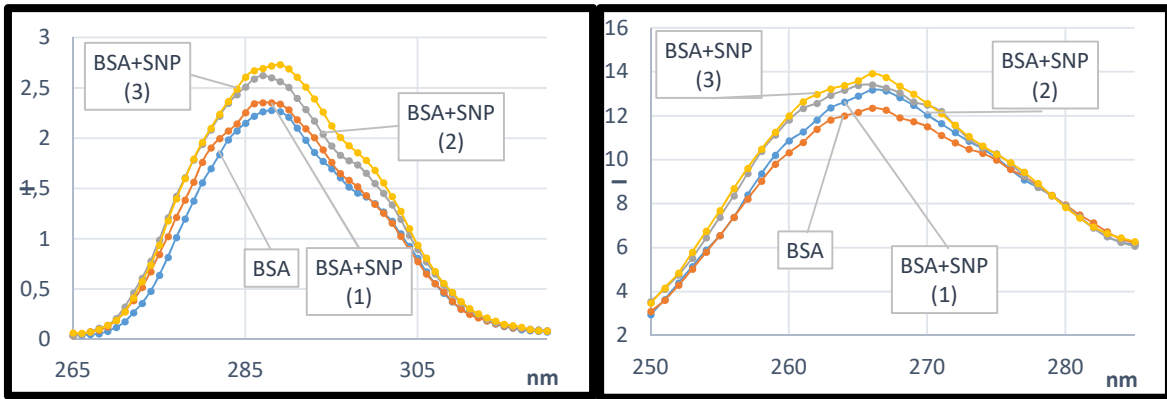 3
2,5
2
1,5
1
0,5
0
265
285
305
nm
I
BSA+SNP
(3)
BSA+SNP
(2)
BSA
BSA+SNP
(1)
16
14
12
10
8
6
4
2
250
260
270
280
nm
I
BSA+SNP
(3)
BSA+SNP
(2)
BSA
BSA+SNP
(1)